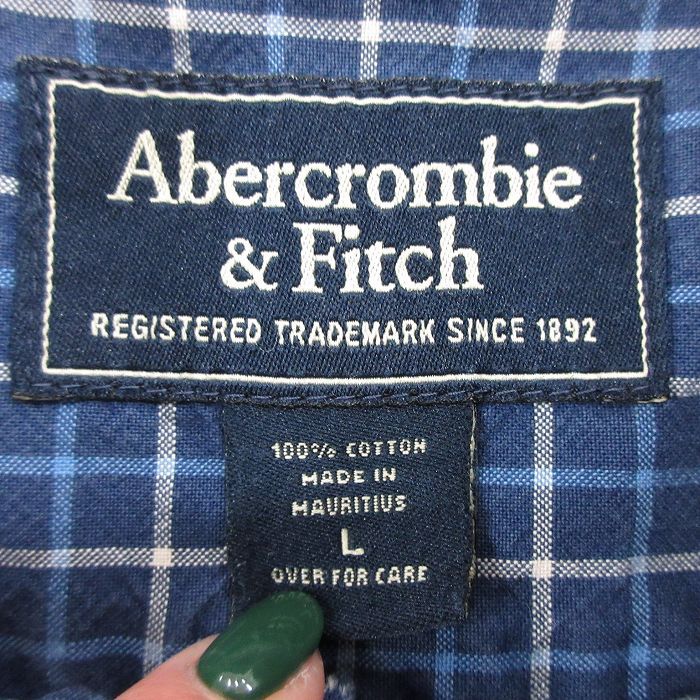 Abercrombie
& Fitch
REGISTERED TRADEMARK SINCE 1892
100% COTTON
MADE IN
MAURITIUS
L
OVER FOR CARE